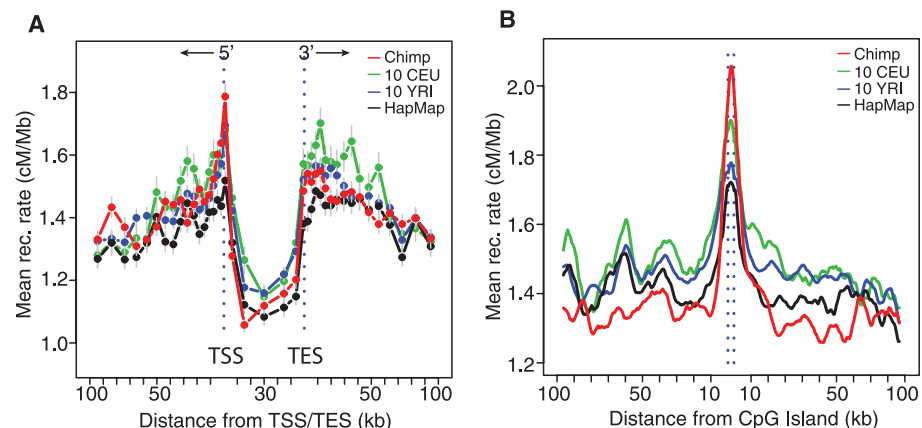 A
5' 3'
Chimp
10 CEU
10 YRI
HapMap
Mean rec. rate (cM/Mb)
1.8
1.6
1.4
1.2
1.0
TSS TES
100 50 30 50 100
Distance from TSS/TES (kb)
B
Chimp
10 CEU
10 YRI
HapMap
Mean rec. rate (cM/Mb)
2.0
1.8
1.6
1.4
1.2
100 50 10 10 50 100
Distance from CpG Island (kb)